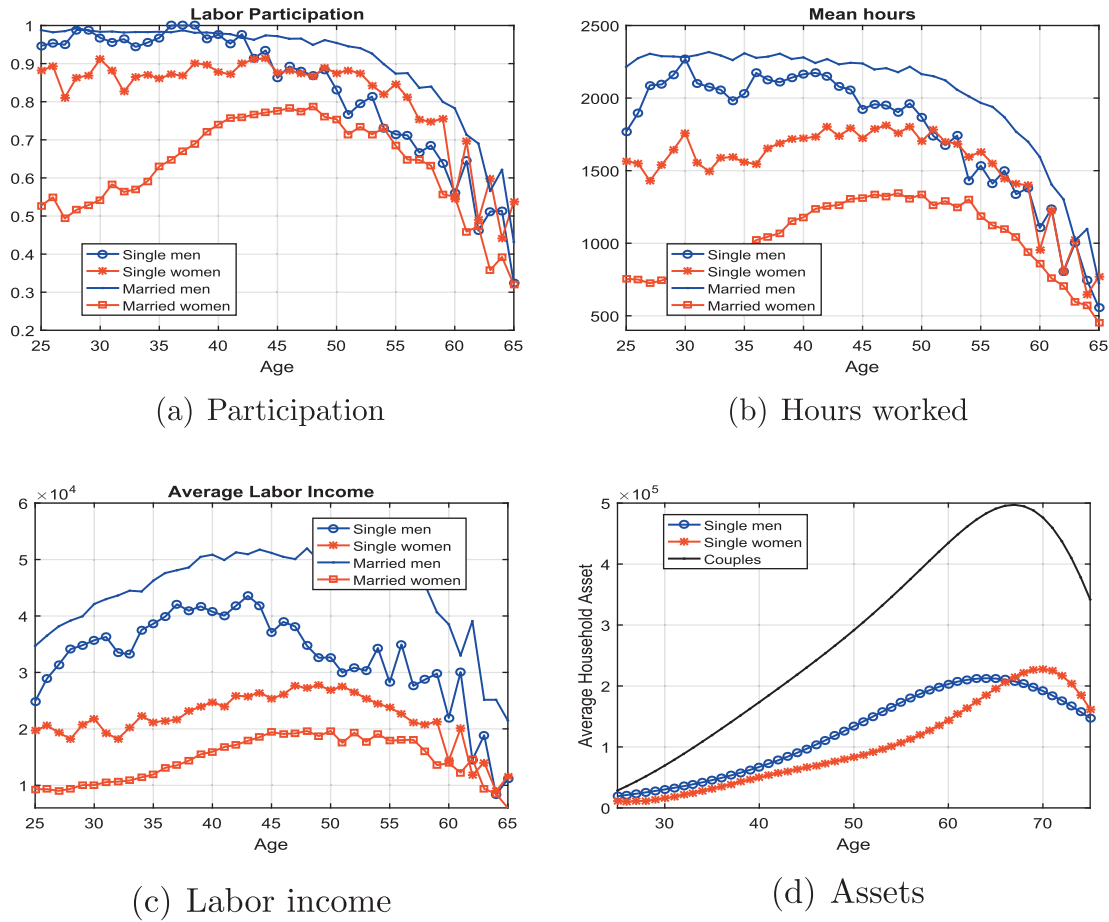 Labor Participation
1
0.9
0.8
0.7
0.6
0.5
0.4
0.3
0.2
Single men
Single women
Married men
Married women
25 30 35 40 45 50 55 60 65
Age
(a) Participation
Mean hours
2500
2000
1500
1000
500
Single men
Single women
Married men
Married women
25 30 35 40 45 50 55 60 65
Age
(b) Hours worked
×10⁴
Average Labor Income
6
5
4
3
2
1
Single men
Single women
Married men
Married women
25 30 35 40 45 50 55 60 65
Age
(c) Labor income
×10⁵
Average Household Asset
5
4
3
2
1
0
Single men
Single women
Couples
30 40 50 60 70
Age
(d) Assets